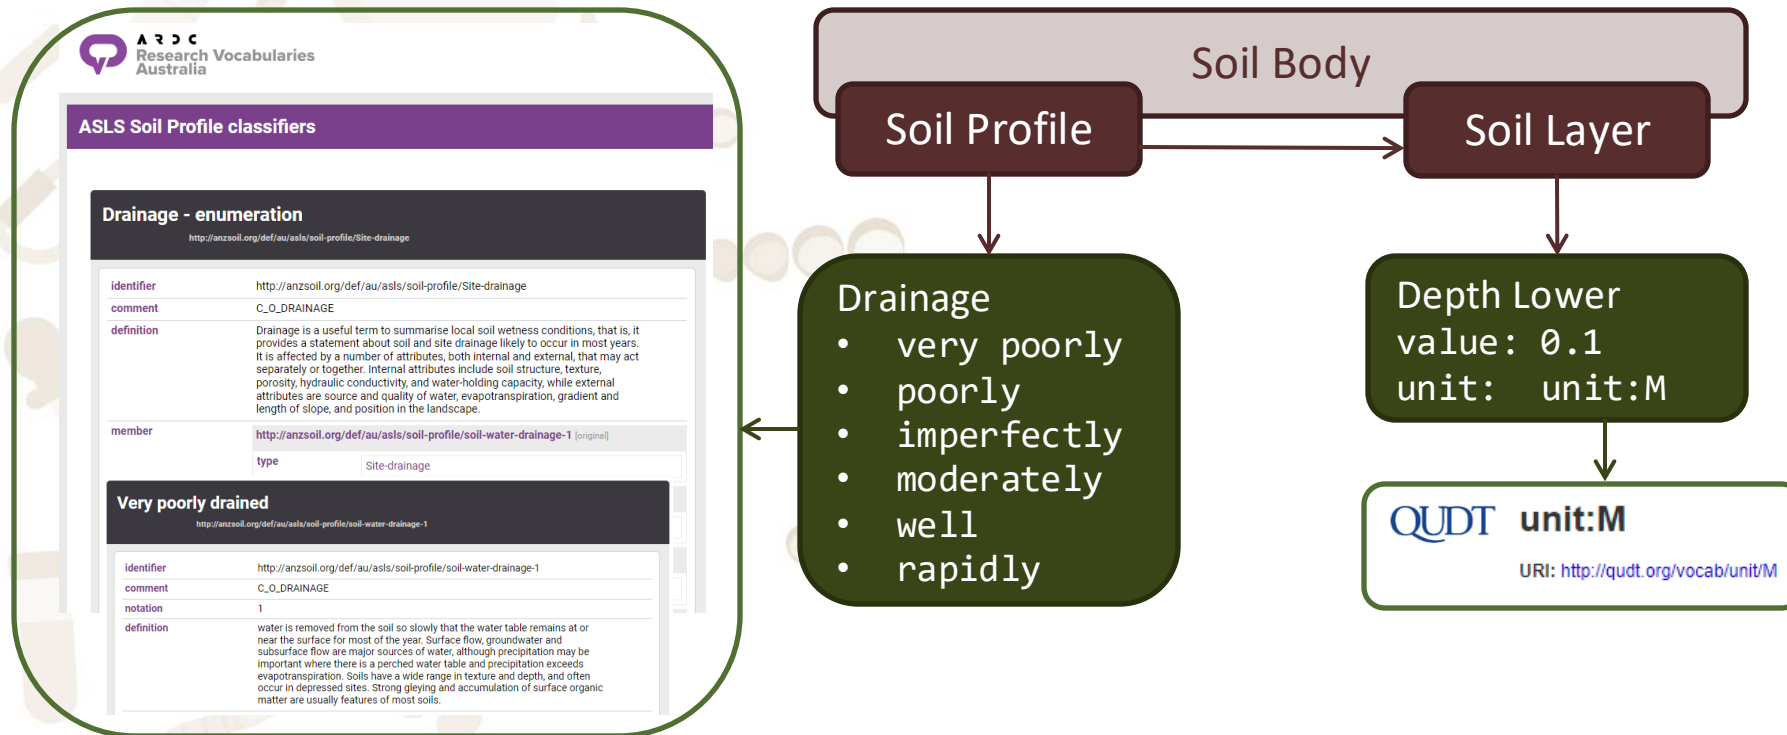 ARDC
Research Vocabularies
Australia
ASLS Soil Profile classifiers
Drainage - enumeration
http://anzsoil.org/def/au/asls/soil-profile/Site-drainage
identifier http://anzsoil.org/def/au/asls/soil-profile/Site-drainage
comment C_O_DRAINAGE
definition Drainage is a useful term to summarise local soil wetness conditions, that is, it
provides a statement about soil and site drainage likely to occur in most years.
It is affected by a number of attributes, both internal and external, that may act
separately or together. Internal attributes include soil structure, texture,
porosity, hydraulic conductivity, and water-holding capacity, while external
attributes are source and quality of water, evapotranspiration, gradient and
length of slope, and position in the landscape.
member http://anzsoil.org/def/au/asls/soil-profile/soil-water-drainage-1 [original]
type Site-drainage
Very poorly drained
http://anzsoil.org/def/au/asls/soil-profile/soil-water-drainage-1
identifier http://anzsoil.org/def/au/asls/soil-profile/soil-water-drainage-1
comment C_O_DRAINAGE
notation 1
definition water is removed from the soil so slowly that the water table remains at or
near the surface for most of the year. Surface flow, groundwater and
subsurface flow are major sources of water, although precipitation may be
important where there is a perched water table and precipitation exceeds
evapotranspiration. Soils have a wide range in texture and depth, and often
occur in depressed sites. Strong gleying and accumulation of surface organic
matter are usually features of most soils.
Soil Body
Soil Profile
Soil Layer
Drainage
• very poorly
• poorly
• imperfectly
• moderately
• well
• rapidly
Depth Lower
value: 0.1
unit: unit:M
QUDT unit:M
URI: http://qudt.org/vocab/unit/M